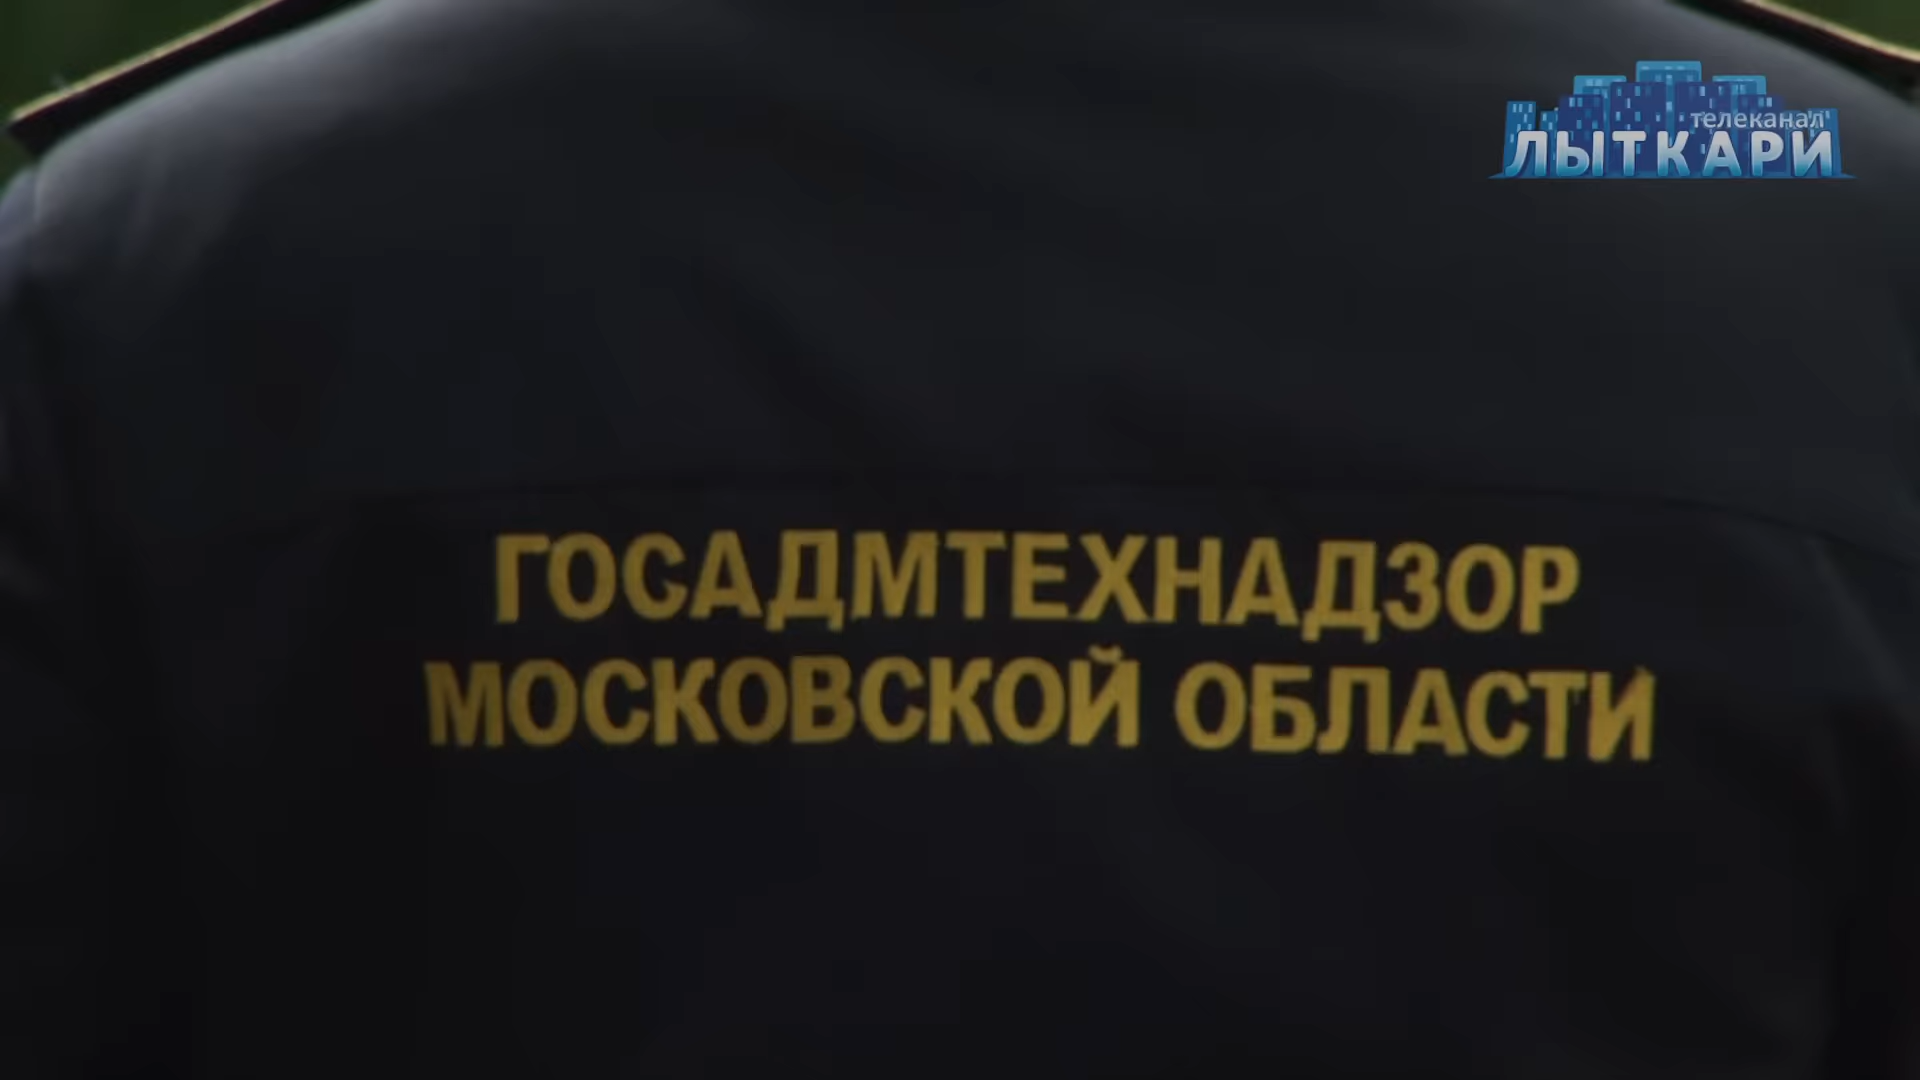 телеканал
ЛЫТКАРИ
ГОСАДМТЕХНАДЗОР
МОСКОВСКОЙ ОБЛАСТИ